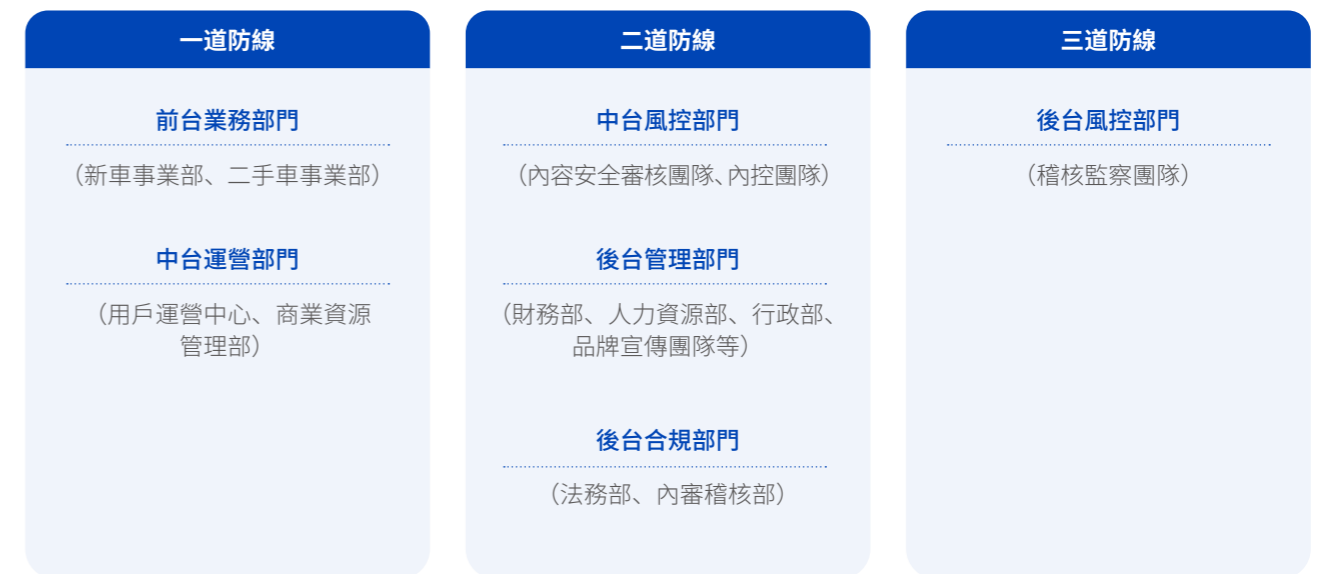 一道防線
前台業務部門
（新車事業部、二手車事業部）
中台運營部門
（用戶運營中心、商業資源
管理部）
二道防線
中台風控部門
（內容安全審核團隊、內控團隊）
後台管理部門
（財務部、人力資源部、行政部、
品牌宣傳團隊等）
後台合規部門
（法務部、內審稽核部）
三道防線
後台風控部門
（稽核監察團隊）